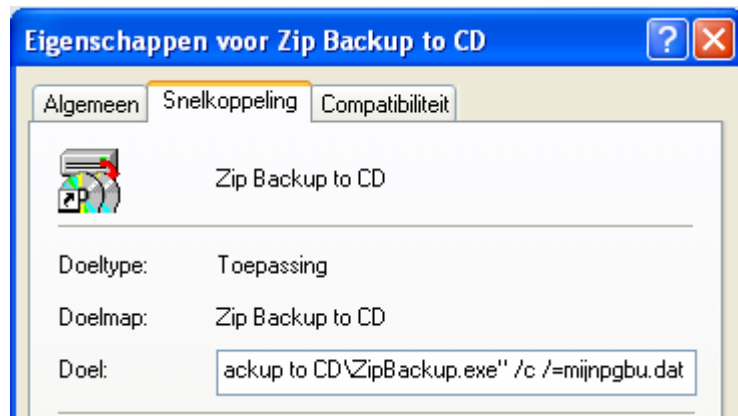 Eigenschappen voor Zip Backup to CD
Algemeen Snelkoppeling Compatibiliteit
Zip Backup to CD
Doeltype: Toepassing
Doelmap: Zip Backup to CD
Doel: ackup to CD\ZipBackup.exe" /c /=mijnpgbu.dat